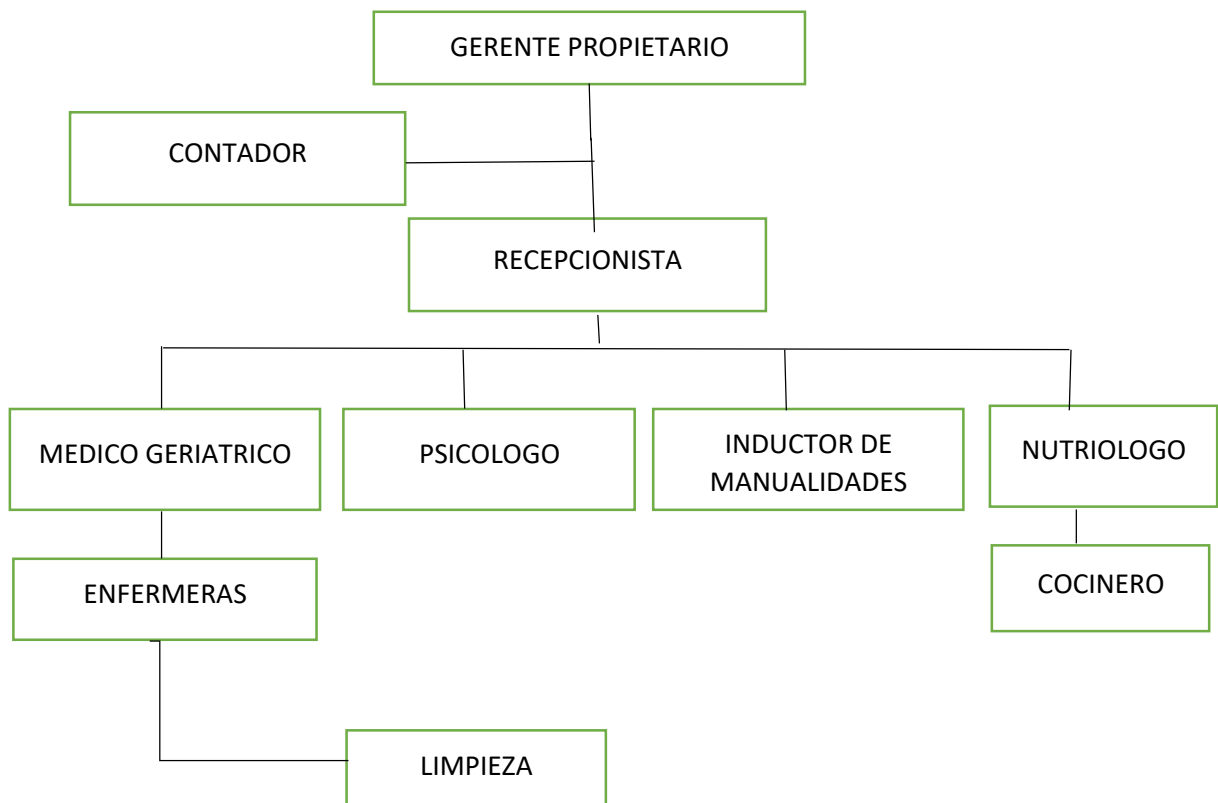 GERENTE PROPIETARIO
CONTADOR
RECEPCIONISTA
MEDICO GERIATRICO
PSICOLOGO
INDUCTOR DE
MANUALIDADES
NUTRIOLOGO
ENFERMERAS
COCINERO
LIMPIEZA